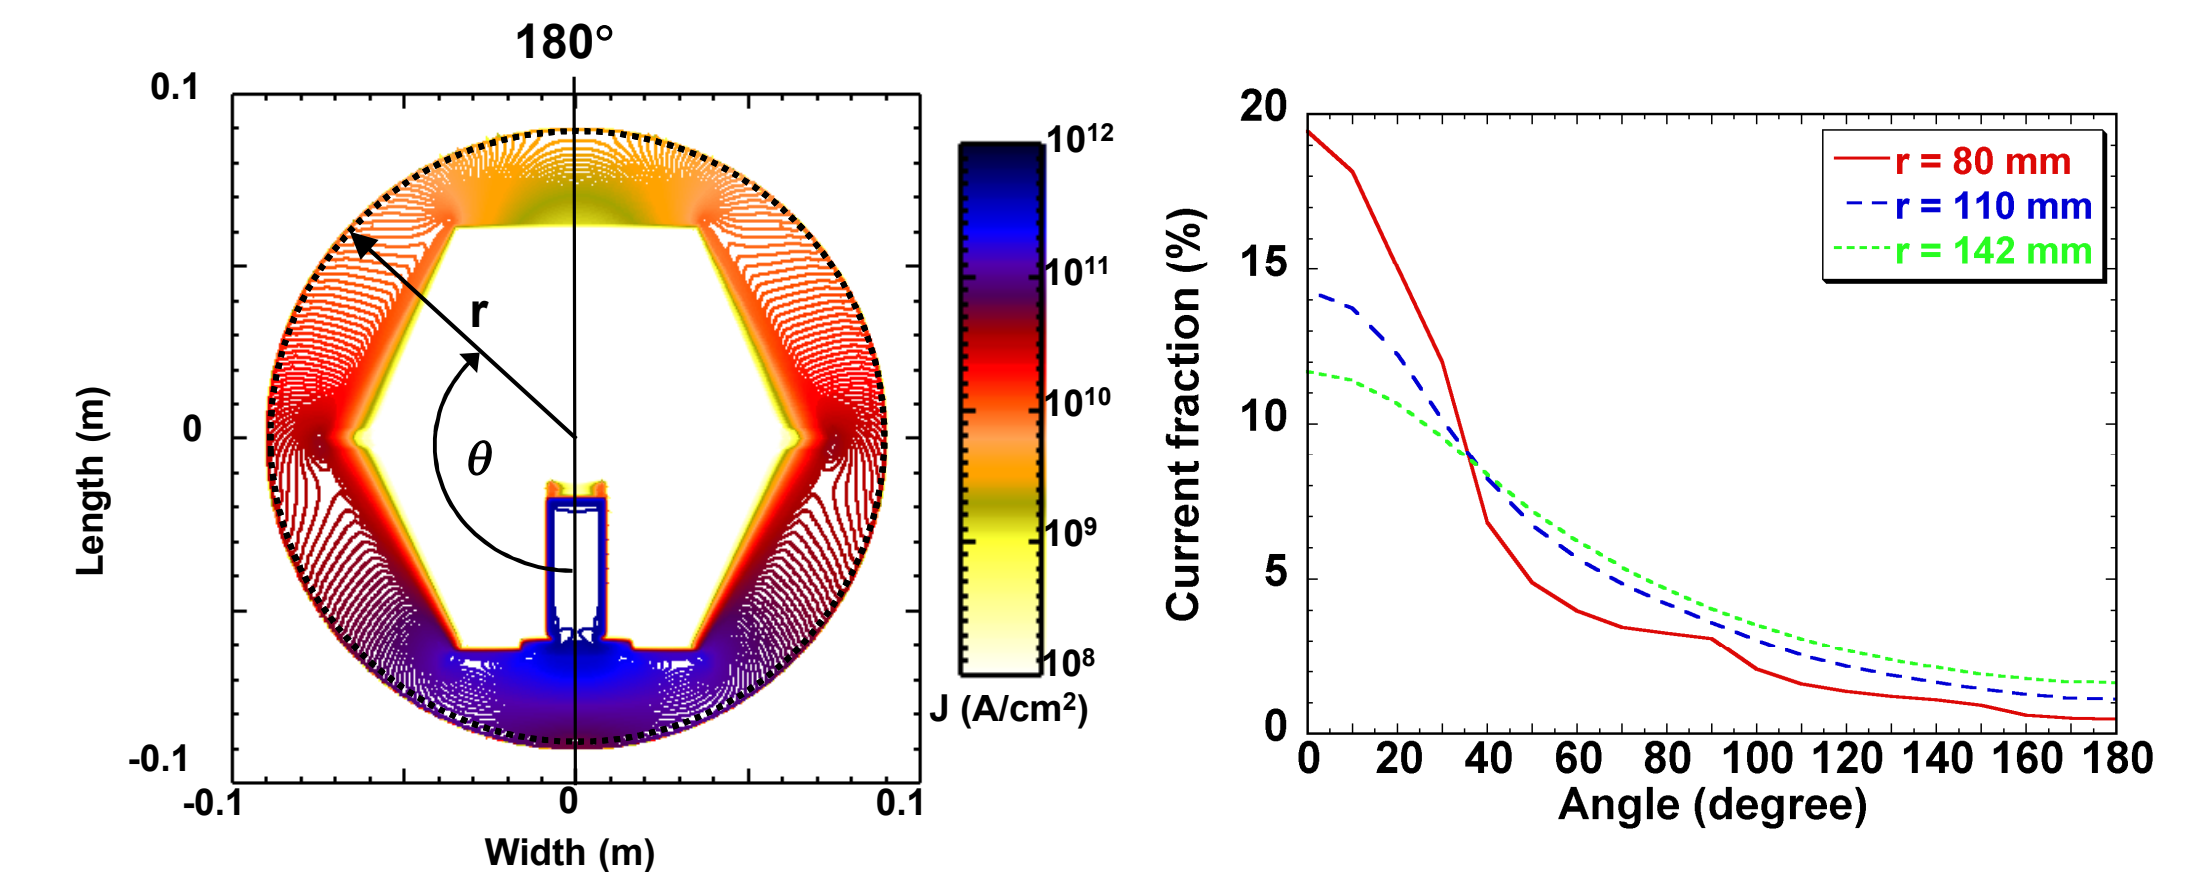 180°
0.1
0
-0.1
-0.1
0
0.1
Length (m)
Width (m)
r
θ
10¹²
10¹¹
10¹⁰
10⁹
10⁸
J (A/cm²)
20
15
10
5
0
0 20 40 60 80 100 120 140 160 180
Current fraction (%)
Angle (degree)
r = 80 mm
r = 110 mm
r = 142 mm